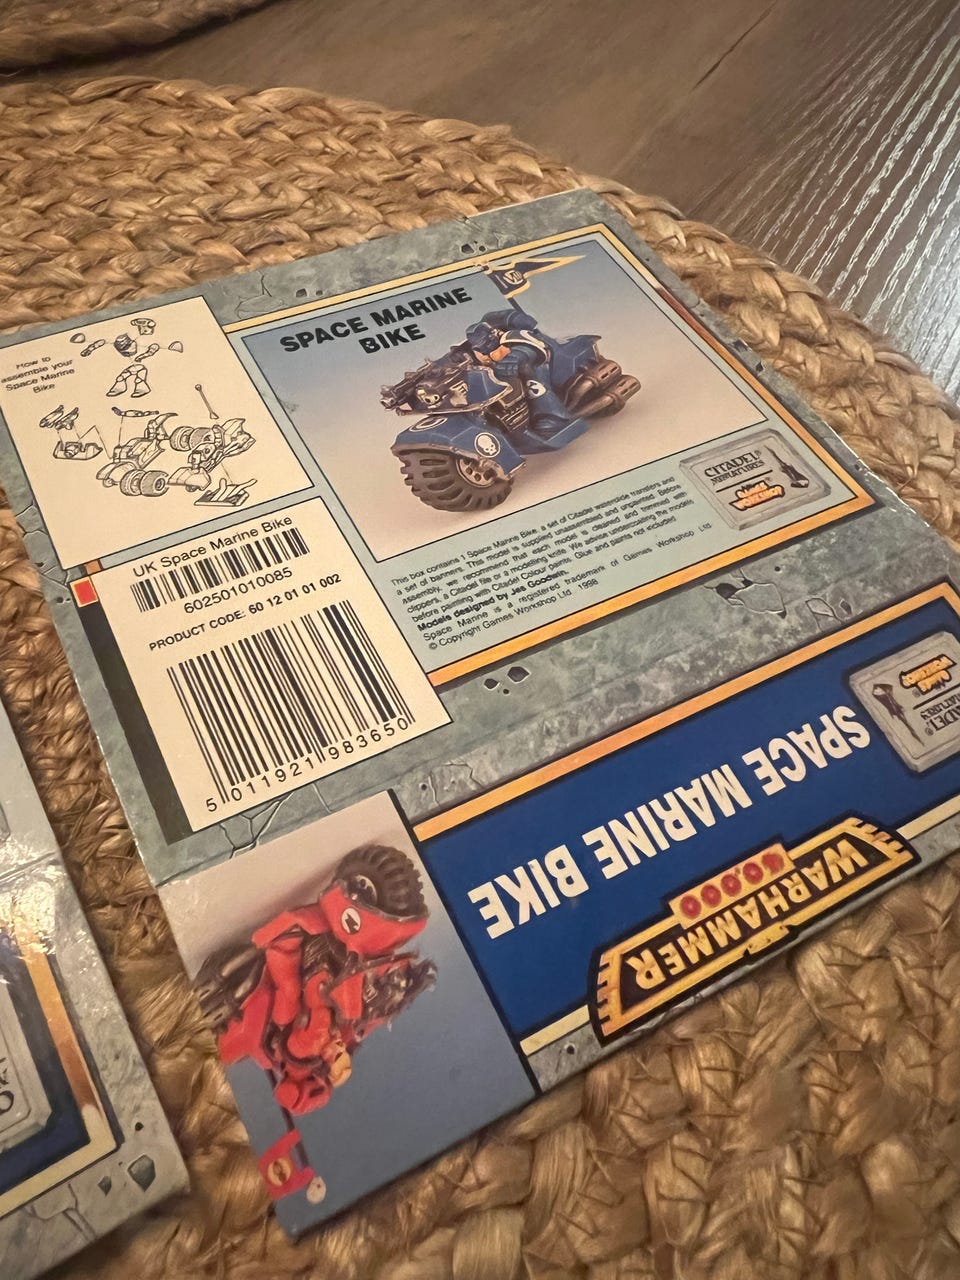 How to
assemble your
Space Marine
Bike
SPACE MARINE
BIKE
VIII
CITADEL
MINIATURES
GAMES
WORKSHOP
This box contains 1 Space Marine Bike, a set of Citadel waterslide transfers and
a set of banners. This model is supplied unassembled and unpainted. Before
assembly, we recommend that each model is cleaned and trimmed with
clippers, a Citadel file or a modelling knife. We advise undercoating the models
before painting with Citadel Colour paints. Glue and paints not included.
Models designed by Jes Goodwin.
Space Marine is a registered trademark of Games Workshop Ltd.
© Copyright Games Workshop Ltd. 1998
UK Space Marine Bike
602501010085
PRODUCT CODE: 60 12 01 01 002
5 011921 983650
CITADEL
MINIATURES
GAMES
WORKSHOP
SPACE MARINE BIKE
WARHAMMER
40,000